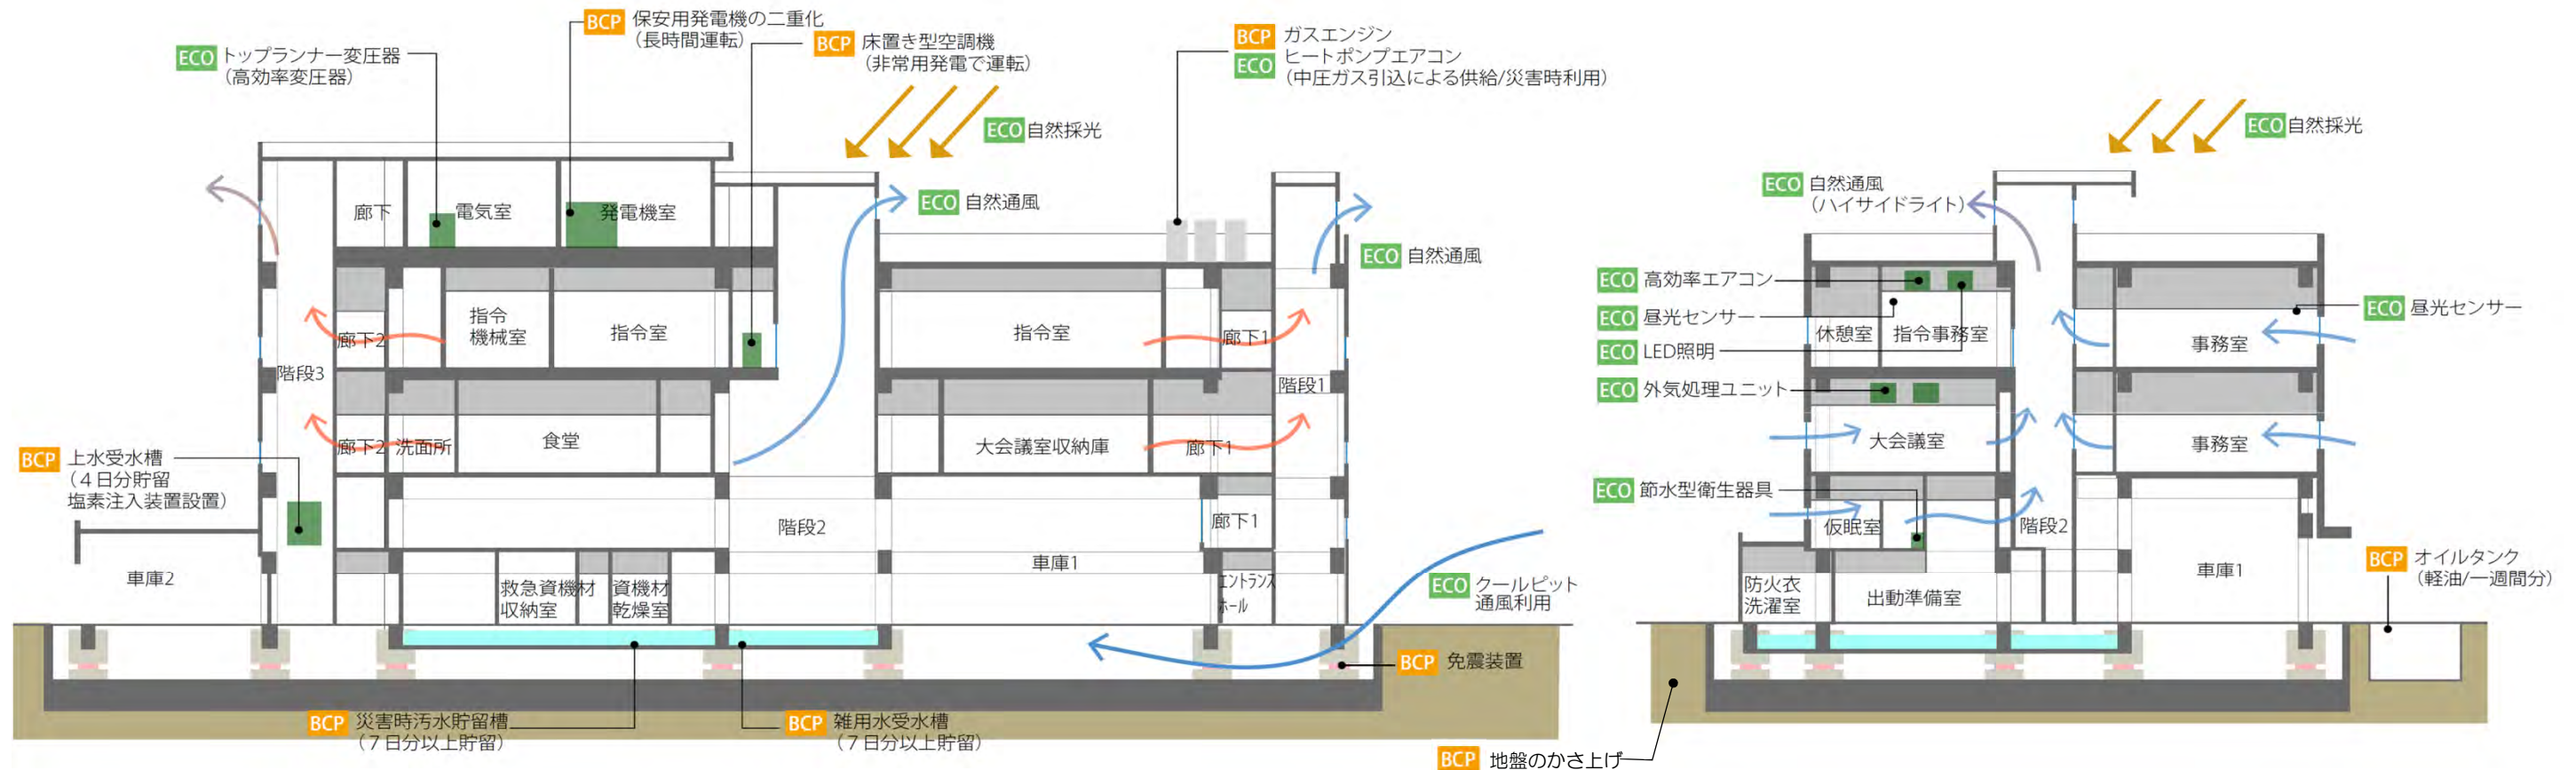 BCP 保安用発電機の二重化
（長時間運転）
ECO トップランナー変圧器
（高効率変圧器）
BCP 床置き型空調機
（非常用発電で運転）
BCP ガスエンジン
ECO ヒートポンプエアコン
（中圧ガス引込による供給/災害時利用）
ECO 自然採光
ECO 自然通風
ECO 自然通風
廊下
電気室
発電機室
指令
機械室
指令室
指令室
廊下2
廊下1
階段3
階段1
廊下2
洗面所
食堂
大会議室収納庫
廊下1
BCP 上水受水槽
（４日分貯留
塩素注入装置設置）
階段2
廊下1
車庫2
車庫1
救急資機材
収納室
資機材
乾燥室
エントランス
ホール
ECO クールピット
通風利用
BCP 免震装置
BCP 災害時汚水貯留槽
（７日分以上貯留）
BCP 雑用水受水槽
（７日分以上貯留）
ECO 自然採光
ECO 自然通風
（ハイサイドライト）
ECO 高効率エアコン
ECO 昼光センサー
ECO LED照明
ECO 外気処理ユニット
ECO 節水型衛生器具
ECO 昼光センサー
休憩室
指令事務室
事務室
大会議室
事務室
仮眠室
階段2
防火衣
洗濯室
出動準備室
車庫1
BCP オイルタンク
（軽油/一週間分）
BCP 地盤のかさ上げ